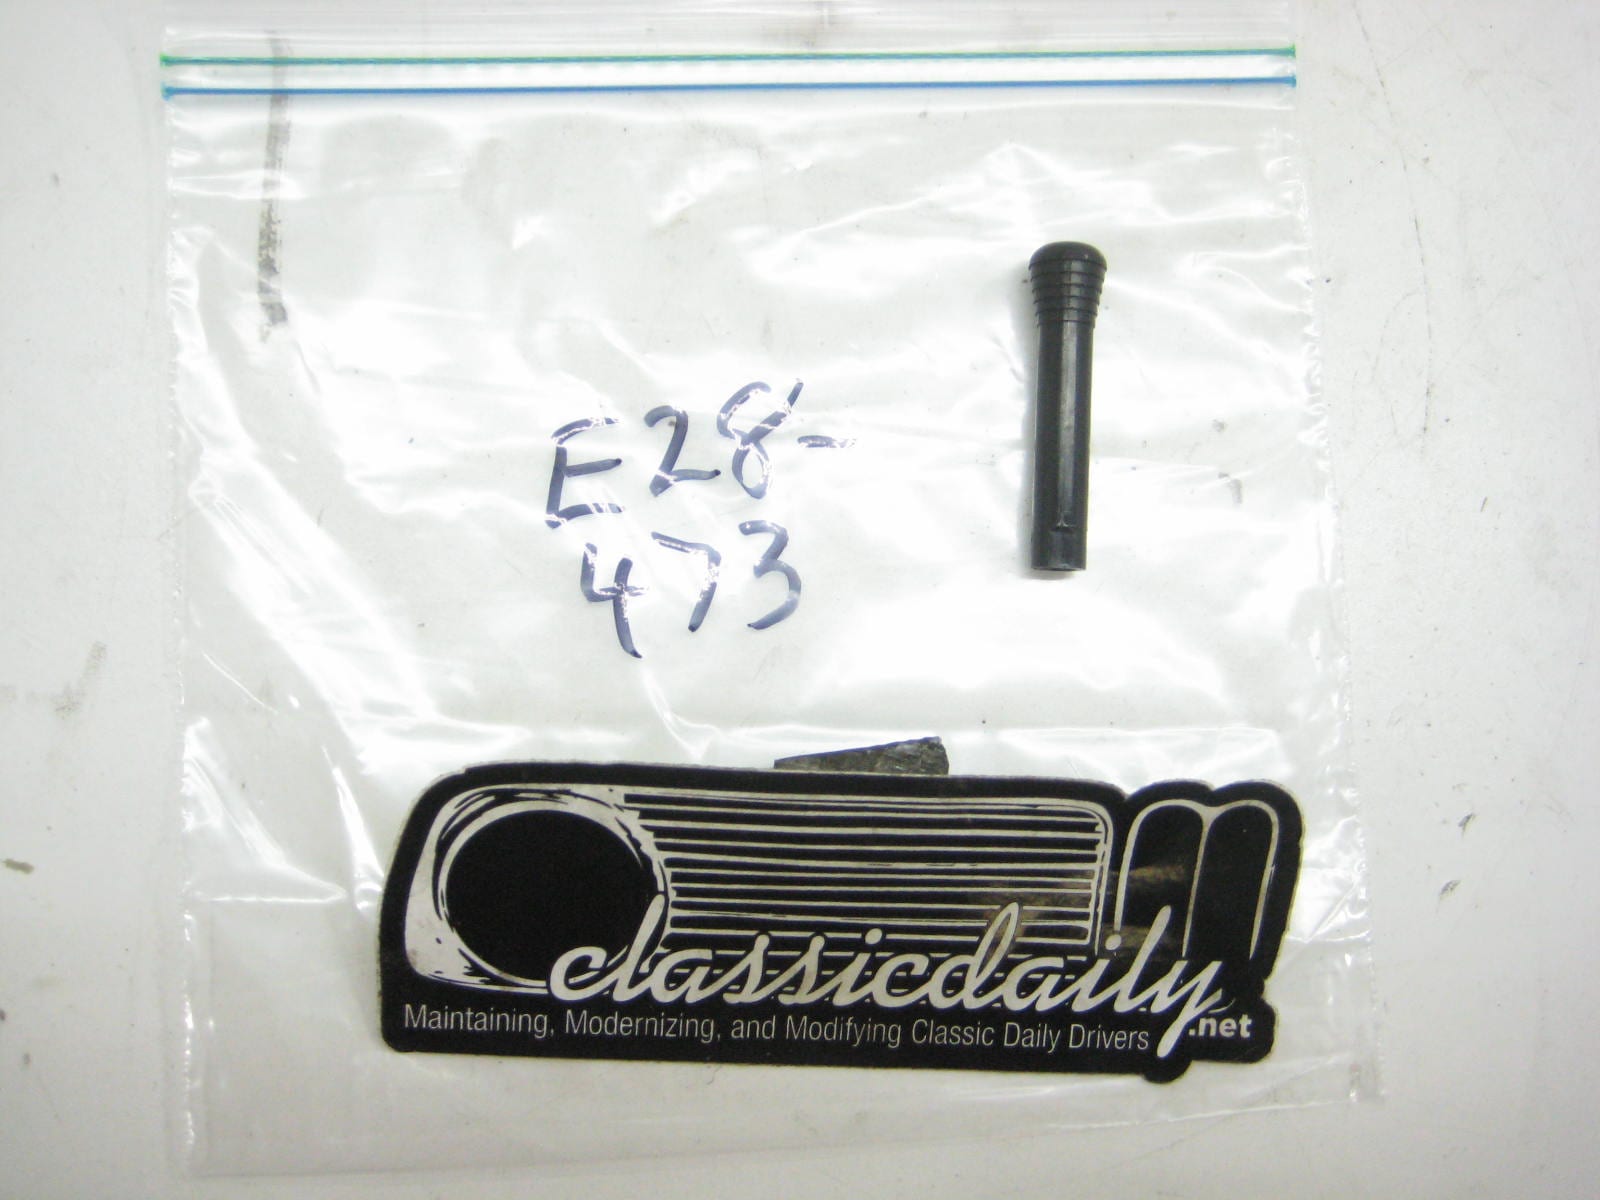 E28-
473
classicdaily
.net
Maintaining, Modernizing, and Modifying Classic Daily Drivers